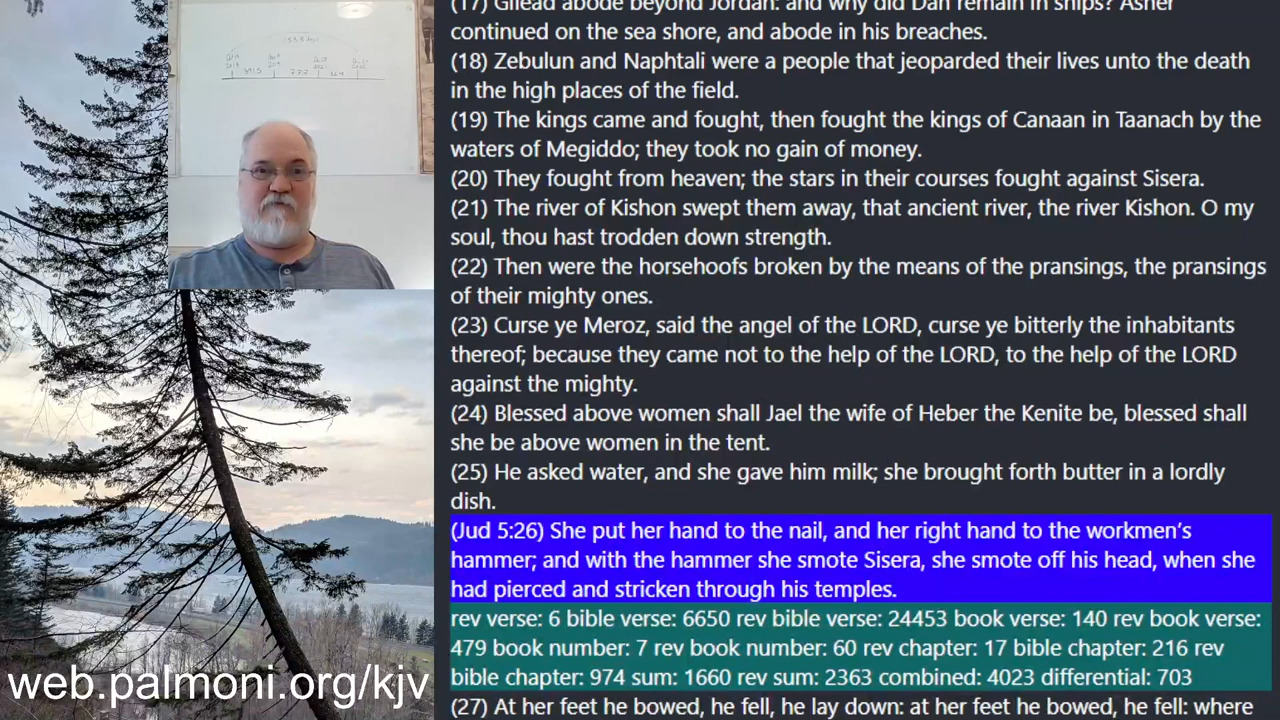 (17) Gilead abode beyond Jordan: and why did Dan remain in ships? Asher
continued on the sea shore, and abode in his breaches.
(18) Zebulun and Naphtali were a people that jeoparded their lives unto the death
in the high places of the field.
(19) The kings came and fought, then fought the kings of Canaan in Taanach by the
waters of Megiddo; they took no gain of money.
(20) They fought from heaven; the stars in their courses fought against Sisera.
(21) The river of Kishon swept them away, that ancient river, the river Kishon. O my
soul, thou hast trodden down strength.
(22) Then were the horsehoofs broken by the means of the pransings, the pransings
of their mighty ones.
(23) Curse ye Meroz, said the angel of the LORD, curse ye bitterly the inhabitants
thereof; because they came not to the help of the LORD, to the help of the LORD
against the mighty.
(24) Blessed above women shall Jael the wife of Heber the Kenite be, blessed shall
she be above women in the tent.
(25) He asked water, and she gave him milk; she brought forth butter in a lordly
dish.
(Jud 5:26) She put her hand to the nail, and her right hand to the workmen’s
hammer; and with the hammer she smote Sisera, she smote off his head, when she
had pierced and stricken through his temples.
rev verse: 6 bible verse: 6650 rev bible verse: 24453 book verse: 140 rev book verse:
479 book number: 7 rev book number: 60 rev chapter: 17 bible chapter: 216 rev
bible chapter: 974 sum: 1660 rev sum: 2363 combined: 4023 differential: 703
(27) At her feet he bowed, he fell, he lay down: at her feet he bowed, he fell: where
web.palmoni.org/kjv